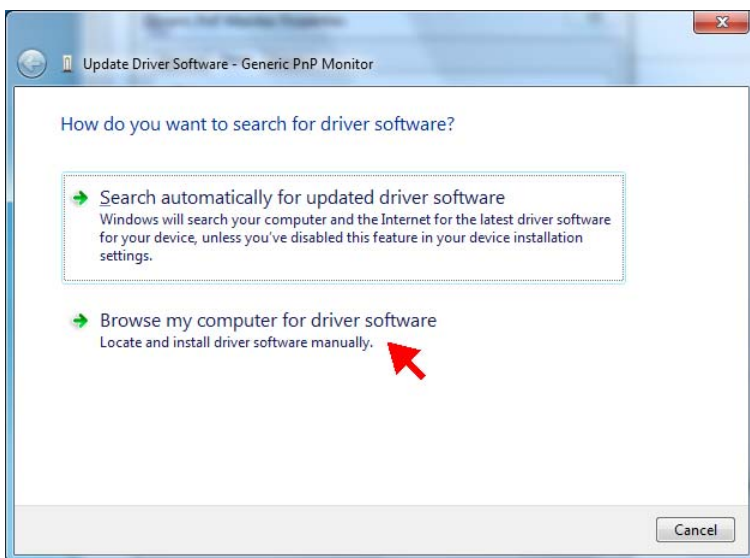 Update Driver Software - Generic PnP Monitor
How do you want to search for driver software?
Search automatically for updated driver software
Windows will search your computer and the Internet for the latest driver software
for your device, unless you've disabled this feature in your device installation
settings.
Browse my computer for driver software
Locate and install driver software manually.
Cancel